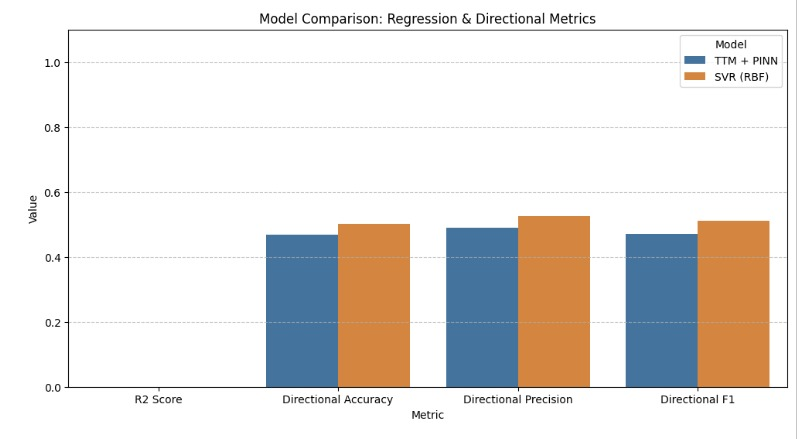 Model Comparison: Regression & Directional Metrics
Model
TTM + PINN
SVR (RBF)
1.0
0.8
0.6
0.4
0.2
0.0
Value
R2 Score
Directional Accuracy
Directional Precision
Directional F1
Metric